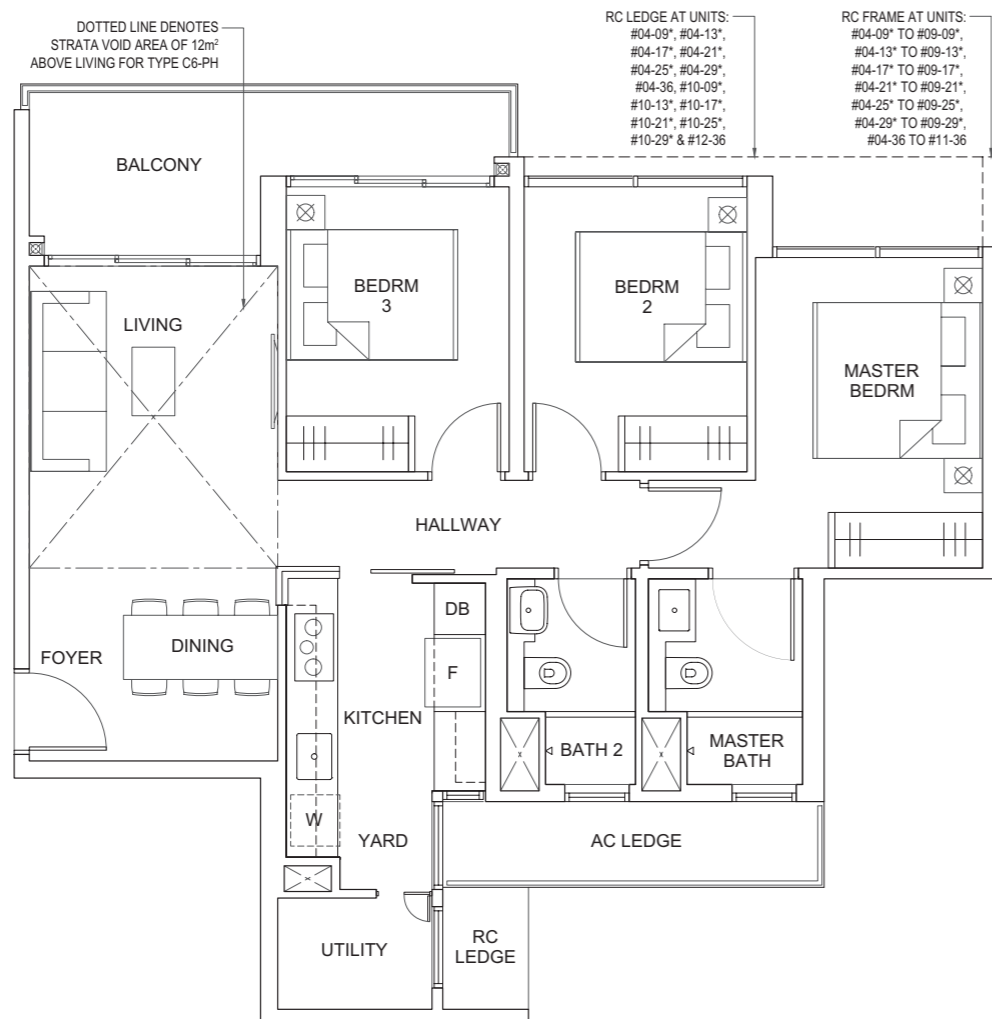 DOTTED LINE DENOTES
STRATA VOID AREA OF 12m²
ABOVE LIVING FOR TYPE C6-PH
RC LEDGE AT UNITS:
#04-09*, #04-13*,
#04-17*, #04-21*,
#04-25*, #04-29*,
#04-36, #10-09*,
#10-13*, #10-17*,
#10-21*, #10-25*,
#10-29* & #12-36
RC FRAME AT UNITS:
#04-09* TO #09-09*,
#04-13* TO #09-13*,
#04-17* TO #09-17*,
#04-21* TO #09-21*,
#04-25* TO #09-25*,
#04-29* TO #09-29*,
#04-36 TO #11-36
BALCONY
LIVING
BEDRM
3
BEDRM
2
MASTER
BEDRM
HALLWAY
FOYER
DINING
DB
F
KITCHEN
W
YARD
BATH 2
MASTER
BATH
AC LEDGE
UTILITY
RC
LEDGE